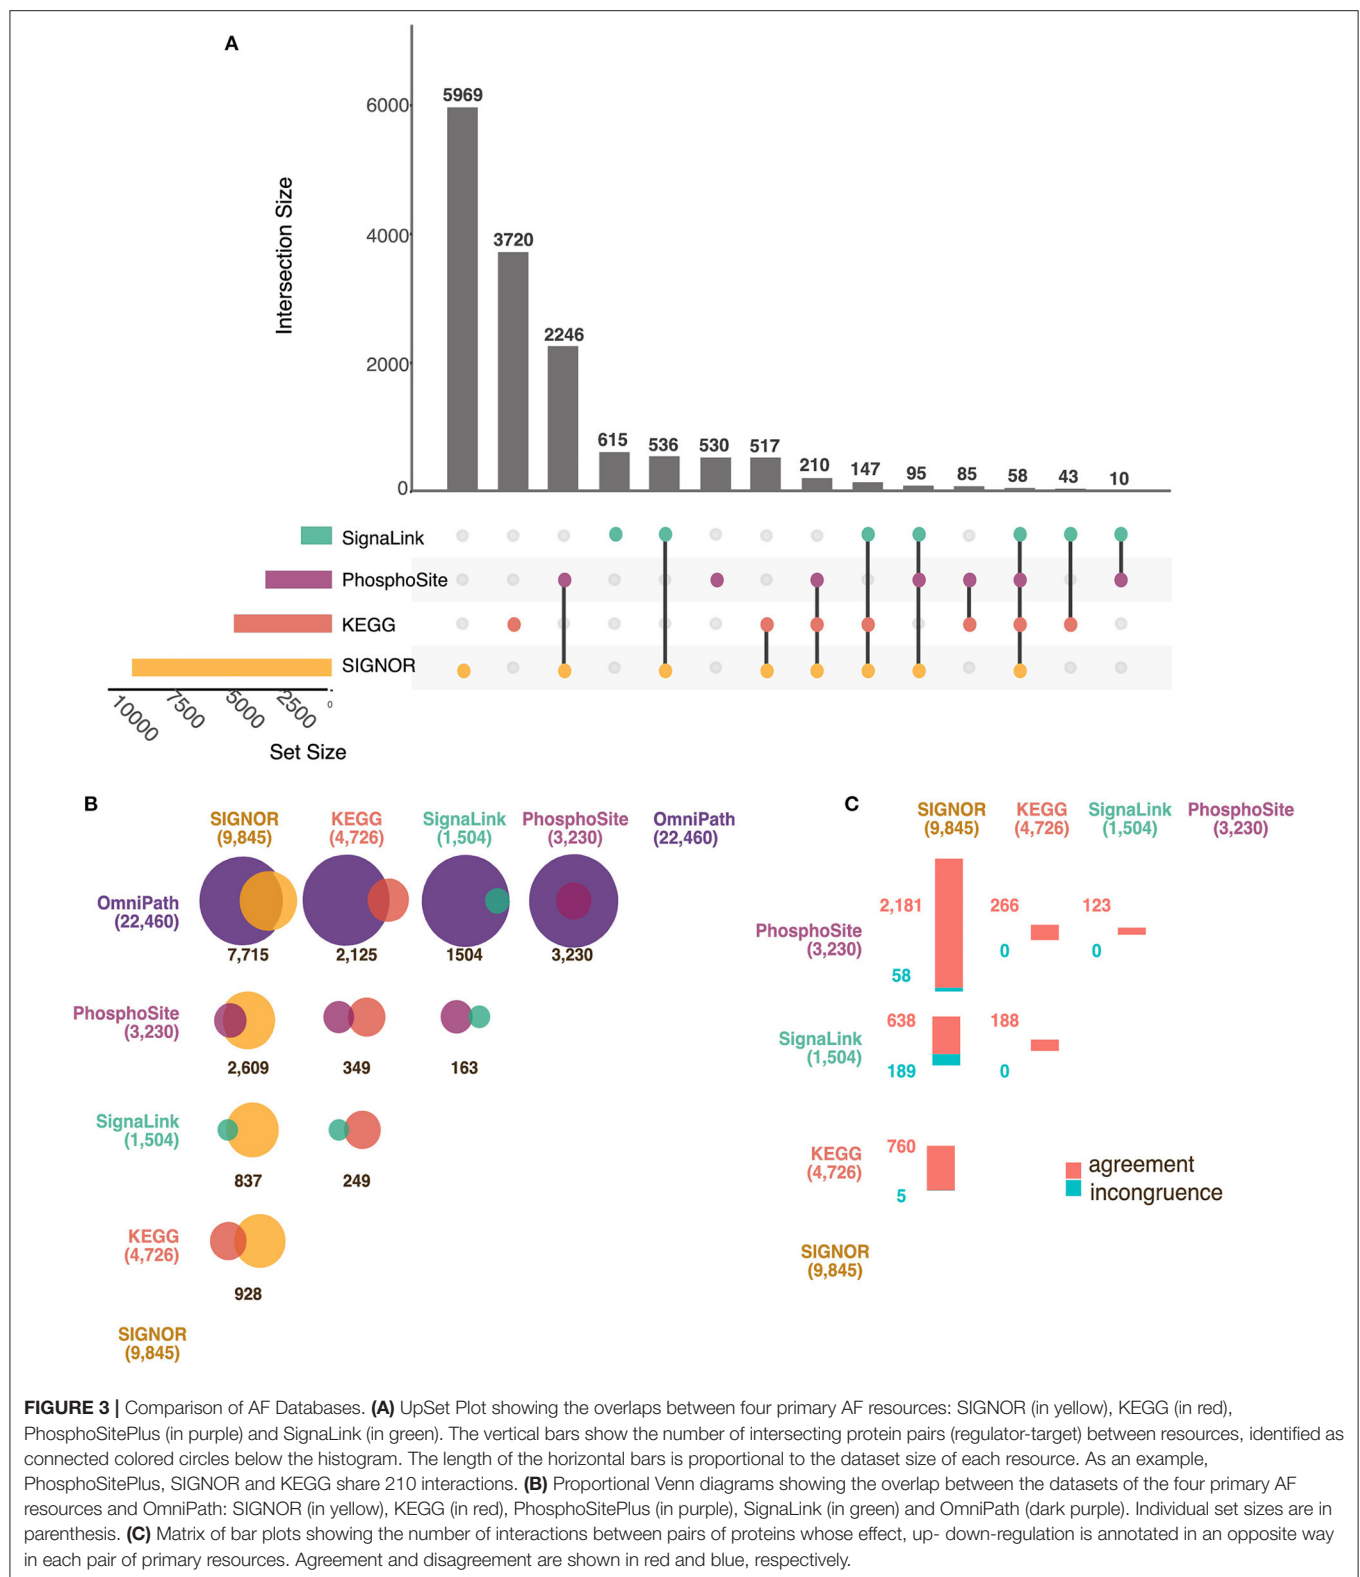 A
Intersection Size
6000
4000
2000
0
5969
3720
2246
615
536
530
517
210
147
95
85
58
43
10
SignaLink
PhosphoSite
KEGG
SIGNOR
10000
7500
5000
2500
0
Set Size
B
SIGNOR
(9,845)
KEGG
(4,726)
SignaLink
(1,504)
PhosphoSite
(3,230)
OmniPath
(22,460)
OmniPath
(22,460)
7,715
2,125
1504
3,230
PhosphoSite
(3,230)
2,609
349
163
SignaLink
(1,504)
837
249
KEGG
(4,726)
928
SIGNOR
(9,845)
C
SIGNOR
(9,845)
KEGG
(4,726)
SignaLink
(1,504)
PhosphoSite
(3,230)
PhosphoSite
(3,230)
2,181
58
266
0
123
0
SignaLink
(1,504)
638
189
188
0
KEGG
(4,726)
760
5
agreement
incongruence
SIGNOR
(9,845)
FIGURE 3 | Comparison of AF Databases. (A) UpSet Plot showing the overlaps between four primary AF resources: SIGNOR (in yellow), KEGG (in red),
PhosphoSitePlus (in purple) and SignaLink (in green). The vertical bars show the number of intersecting protein pairs (regulator-target) between resources, identified as
connected colored circles below the histogram. The length of the horizontal bars is proportional to the dataset size of each resource. As an example,
PhosphoSitePlus, SIGNOR and KEGG share 210 interactions. (B) Proportional Venn diagrams showing the overlap between the datasets of the four primary AF
resources and OmniPath: SIGNOR (in yellow), KEGG (in red), PhosphoSitePlus (in purple), SignaLink (in green) and OmniPath (dark purple). Individual set sizes are in
parenthesis. (C) Matrix of bar plots showing the number of interactions between pairs of proteins whose effect, up- down-regulation is annotated in an opposite way
in each pair of primary resources. Agreement and disagreement are shown in red and blue, respectively.